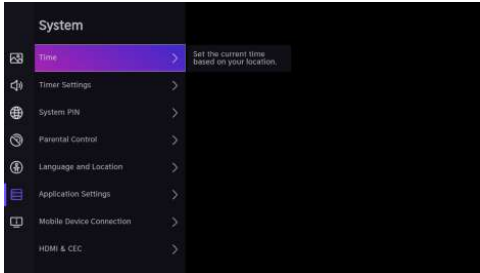 System
Time
Set the current time
based on your location.
Timer Settings
System PIN
Parental Control
Language and Location
Application Settings
Mobile Device Connection
HDMI & CEC